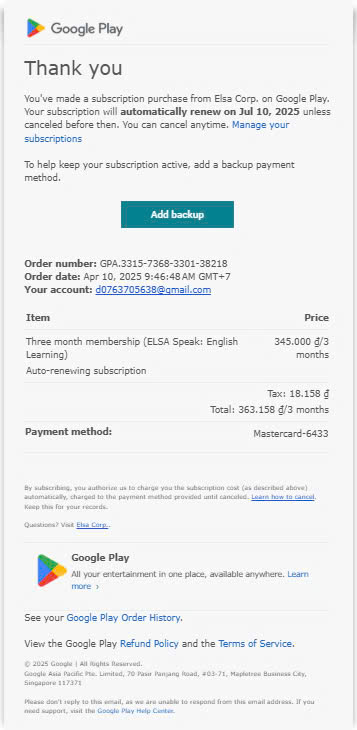 Google Play
Thank you
You've made a subscription purchase from Elsa Corp. on Google Play.
Your subscription will automatically renew on Jul 10, 2025 unless
canceled before then. You can cancel anytime. Manage your
subscriptions
To help keep your subscription active, add a backup payment
method.
Add backup
Order number: GPA.3315-7368-3301-38218
Order date: Apr 10, 2025 9:46:48 AM GMT+7
Your account: d0763705638@gmail.com
Item Price
Three month membership (ELSA Speak: English 345.000 ₫/3
Learning) months
Auto-renewing subscription
Tax: 18.158 ₫
Total: 363.158 ₫/3 months
Payment method: Mastercard-6433
By subscribing, you authorize us to charge you the subscription cost (as described above)
automatically, charged to the payment method provided until canceled. Learn how to cancel.
Keep this for your records.
Questions? Visit Elsa Corp..
Google Play
All your entertainment in one place, available anywhere. Learn
more ›
See your Google Play Order History.
View the Google Play Refund Policy and the Terms of Service.
© 2025 Google | All Rights Reserved.
Google Asia Pacific Pte. Limited, 70 Pasir Panjang Road, #03-71, Mapletree Business City,
Singapore 117371
Please don't reply to this email, as we are unable to respond from this email address. If you
need support, visit the Google Play Help Center.